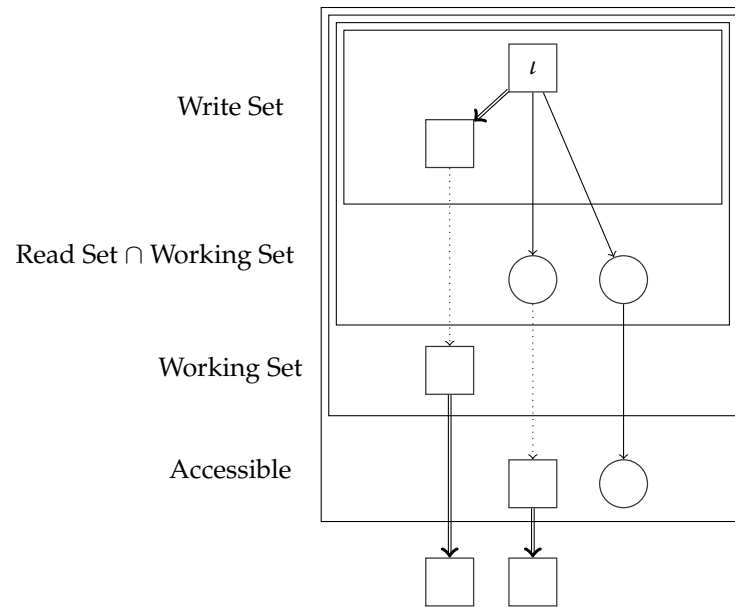 ι
Write Set
Read Set ∩ Working Set
Working Set
Accessible